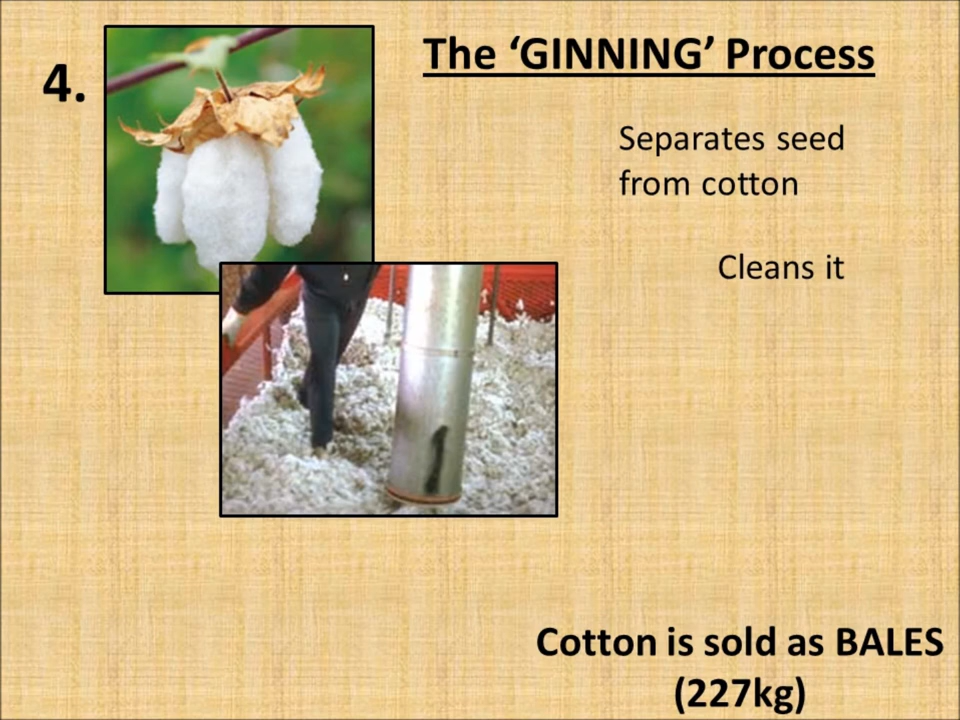 4.
The ‘GINNING’ Process
Separates seed
from cotton
Cleans it
Cotton is sold as BALES
(227kg)